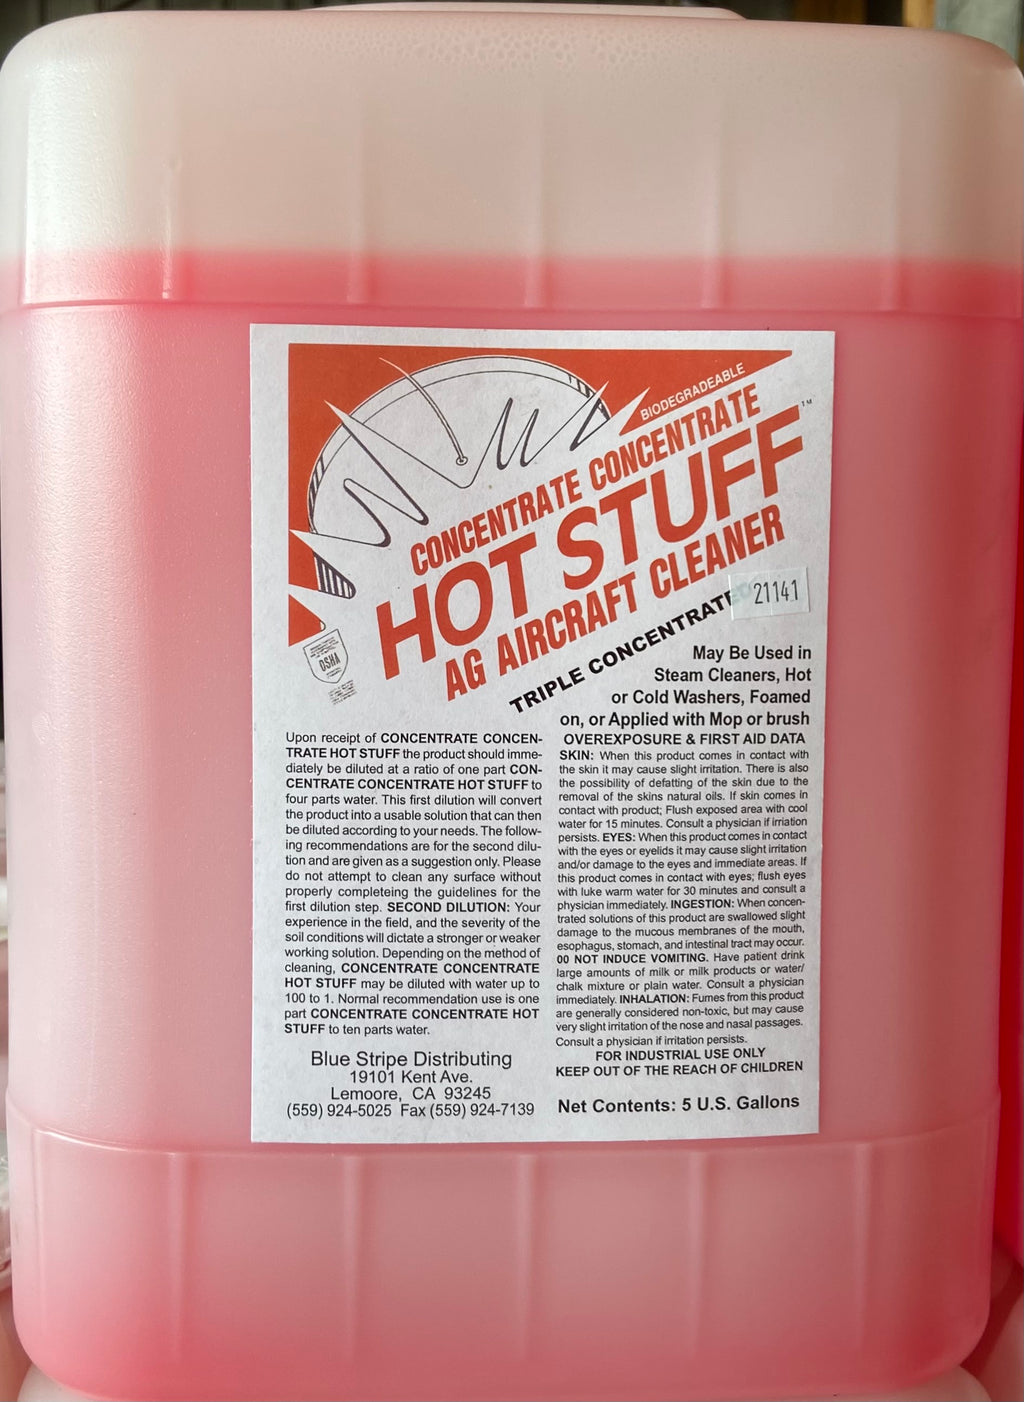 BIODEGRADEABLE
CONCENTRATE CONCENTRATE
HOT STUFF™
AG AIRCRAFT CLEANER
TRIPLE CONCENTRATE
21141
OSHA
May Be Used in
Steam Cleaners, Hot
or Cold Washers, Foamed
on, or Applied with Mop or brush
Upon receipt of CONCENTRATE CONCEN-
TRATE HOT STUFF the product should imme-
diately be diluted at a ratio of one part CON-
CENTRATE CONCENTRATE HOT STUFF to
four parts water. This first dilution will convert
the product into a usable solution that can then
be diluted according to your needs. The follow-
ing recommendations are for the second dilu-
tion and are given as a suggestion only. Please
do not attempt to clean any surface without
properly completeing the guidelines for the
first dilution step. SECOND DILUTION: Your
experience in the field, and the severity of the
soil conditions will dictate a stronger or weaker
working solution. Depending on the method of
cleaning, CONCENTRATE CONCENTRATE
HOT STUFF may be diluted with water up to
100 to 1. Normal recommendation use is one
part CONCENTRATE CONCENTRATE HOT
STUFF to ten parts water.
Blue Stripe Distributing
19101 Kent Ave.
Lemoore, CA 93245
(559) 924-5025 Fax (559) 924-7139
OVEREXPOSURE & FIRST AID DATA
SKIN: When this product comes in contact with
the skin it may cause slight irritation. There is also
the possibility of defatting of the skin due to the
removal of the skins natural oils. If skin comes in
contact with product; Flush exposed area with cool
water for 15 minutes. Consult a physician if irriation
persists. EYES: When this product comes in contact
with the eyes or eyelids it may cause slight irritation
and/or damage to the eyes and immediate areas. If
this product comes in contact with eyes; flush eyes
with luke warm water for 30 minutes and consult a
physician immediately. INGESTION: When concen-
trated solutions of this product are swallowed slight
damage to the mucous membranes of the mouth,
esophagus, stomach, and intestinal tract may occur.
00 NOT INDUCE VOMITING. Have patient drink
large amounts of milk or milk products or water/
chalk mixture or plain water. Consult a physician
immediately. INHALATION: Fumes from this product
are generally considered non-toxic, but may cause
very slight irritation of the nose and nasal passages.
Consult a physician if irritation persists.
FOR INDUSTRIAL USE ONLY
KEEP OUT OF THE REACH OF CHILDREN
Net Contents: 5 U.S. Gallons